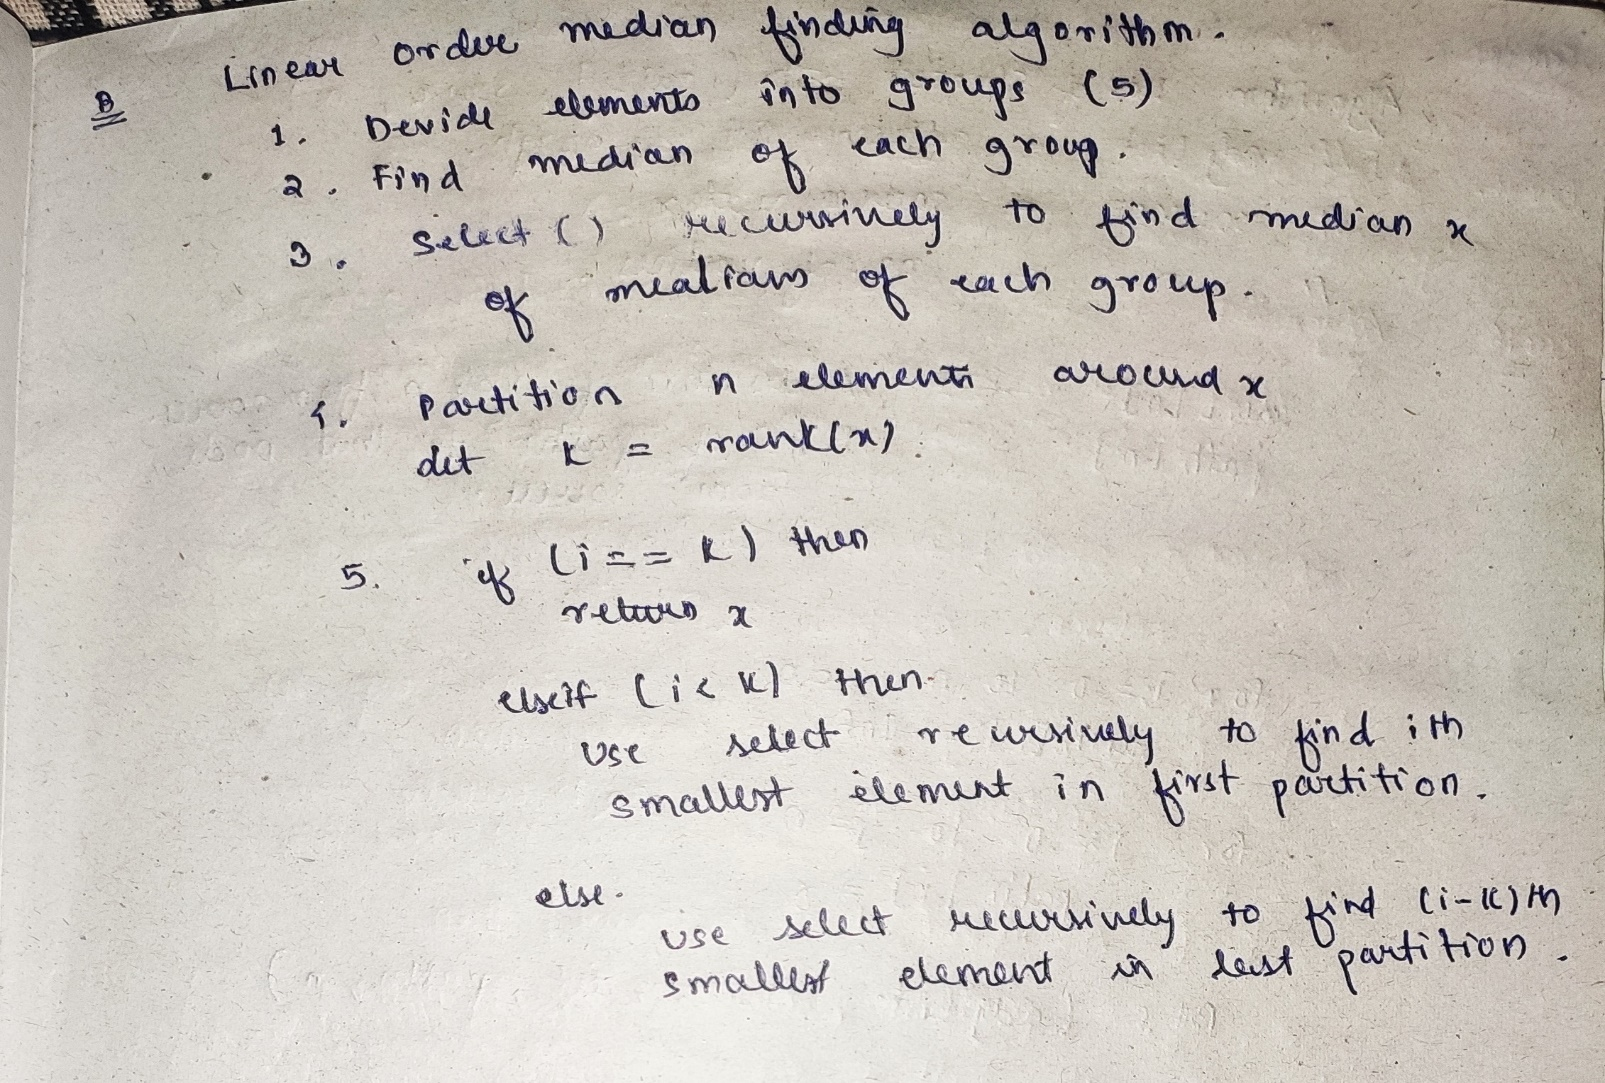 B
Linear order median finding algorithm.
1. Devide elements into groups (5)
2. Find median of each group.
3. Select () recursively to find median x
of medians of each group.
4. Partition n elements around x
det k = rank(x).
5. if (i == k) then
return x
elseif (i < k) then
use select recursively to find ith
smallest element in first partition.
else.
use select recursively to find (i-k)th
smallest element in last partition.